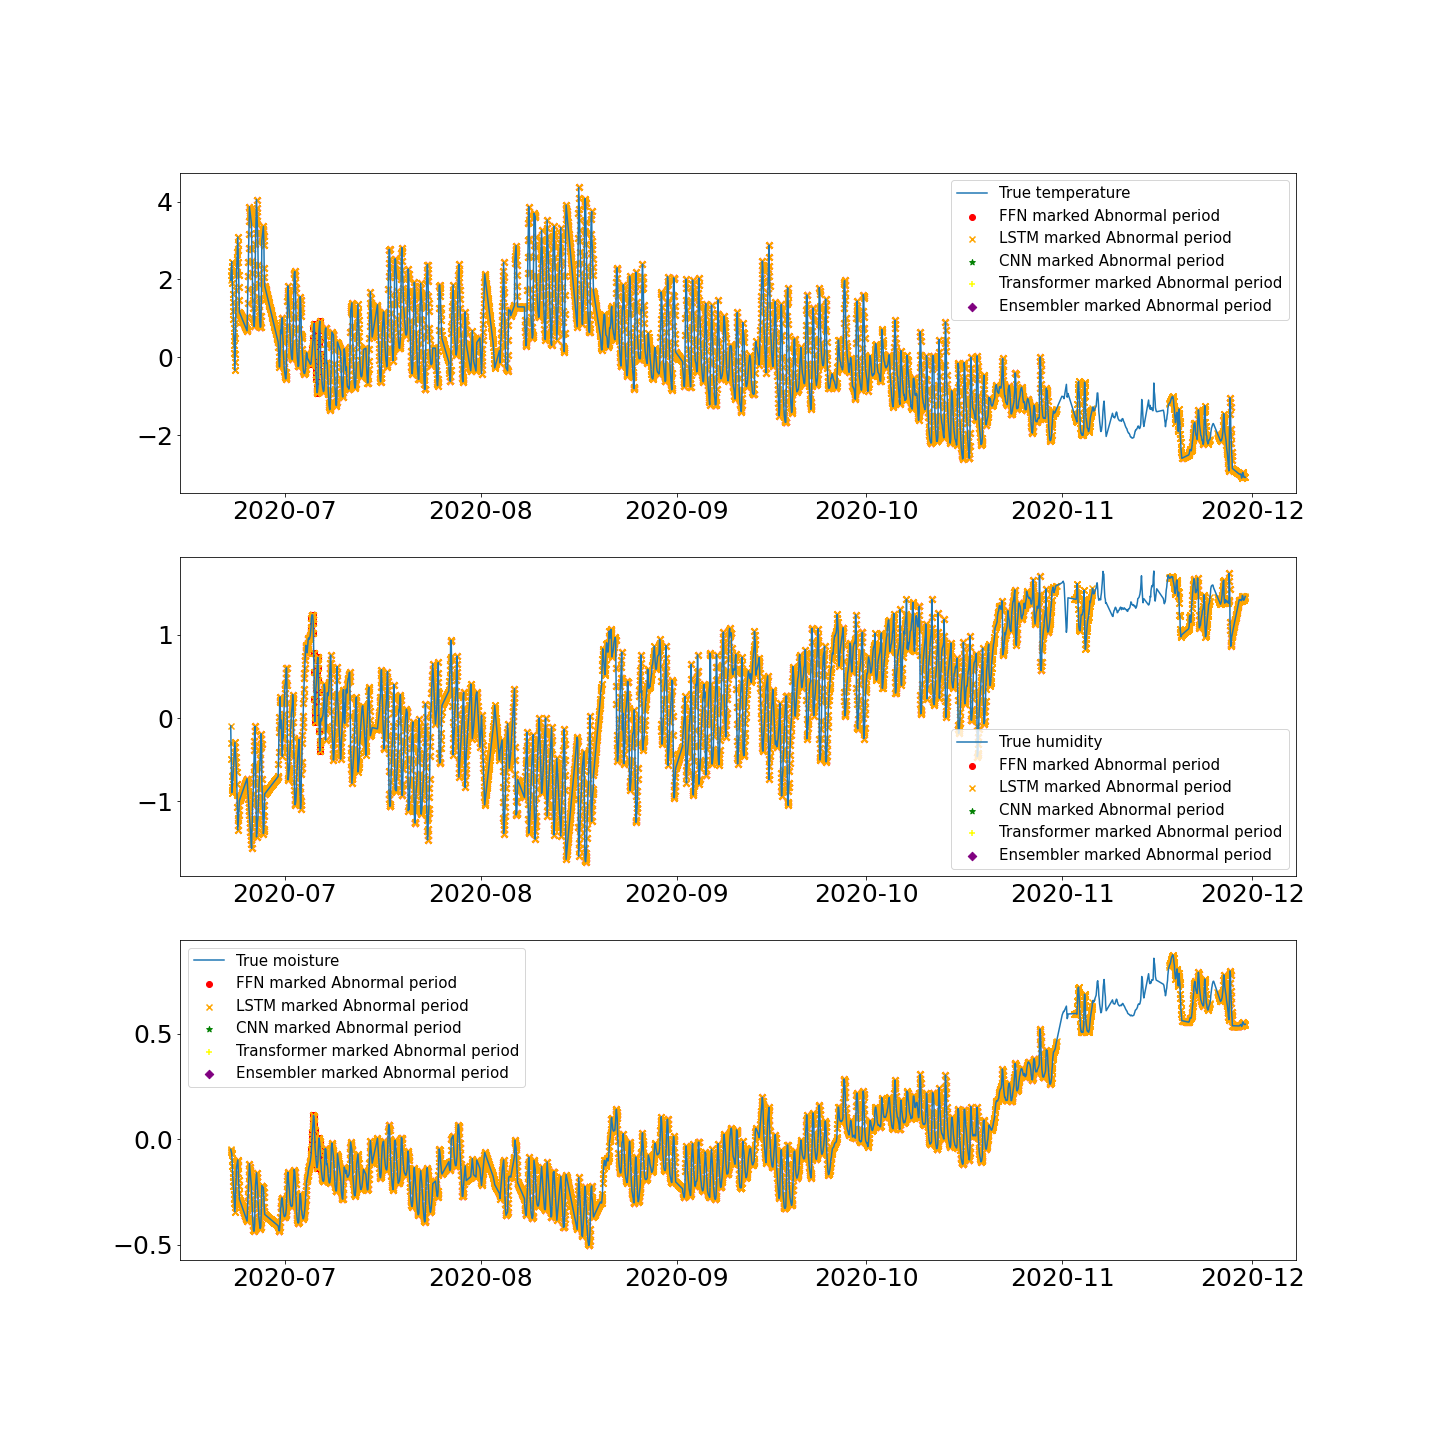 4
2
0
−2
True temperature
FFN marked Abnormal period
LSTM marked Abnormal period
CNN marked Abnormal period
Transformer marked Abnormal period
Ensembler marked Abnormal period
2020-07 2020-08 2020-09 2020-10 2020-11 2020-12
1
0
−1
True humidity
FFN marked Abnormal period
LSTM marked Abnormal period
CNN marked Abnormal period
Transformer marked Abnormal period
Ensembler marked Abnormal period
2020-07 2020-08 2020-09 2020-10 2020-11 2020-12
True moisture
FFN marked Abnormal period
LSTM marked Abnormal period
CNN marked Abnormal period
Transformer marked Abnormal period
Ensembler marked Abnormal period
0.5
0.0
−0.5
2020-07 2020-08 2020-09 2020-10 2020-11 2020-12